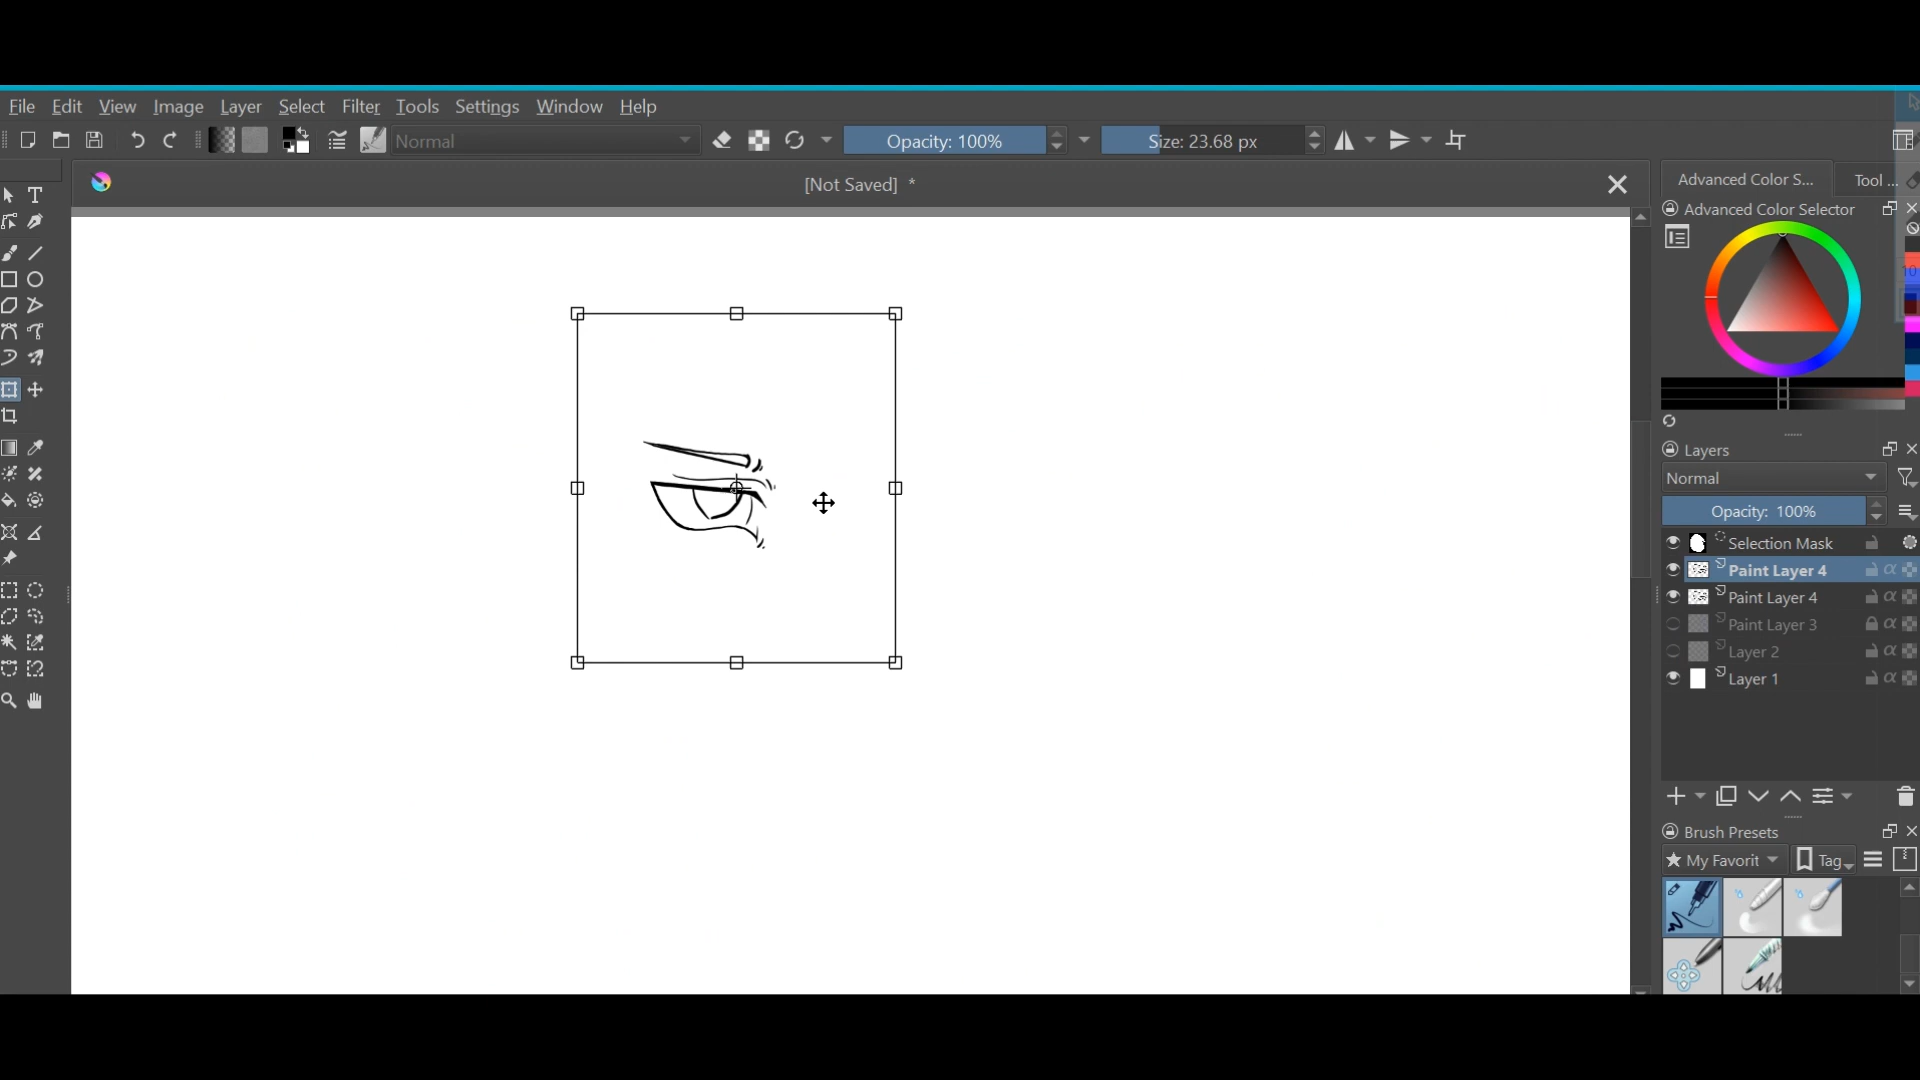 File Edit View Image Layer Select Filter Tools Settings Window Help
Normal Opacity: 100% Size: 23.68 px
[Not Saved] *
Advanced Color S... Tool ...
Advanced Color Selector
10
Layers
Normal
Opacity: 100%
Selection Mask
Paint Layer 4
Paint Layer 4
Paint Layer 3
Layer 2
Layer 1
Brush Presets
My Favorit Tag